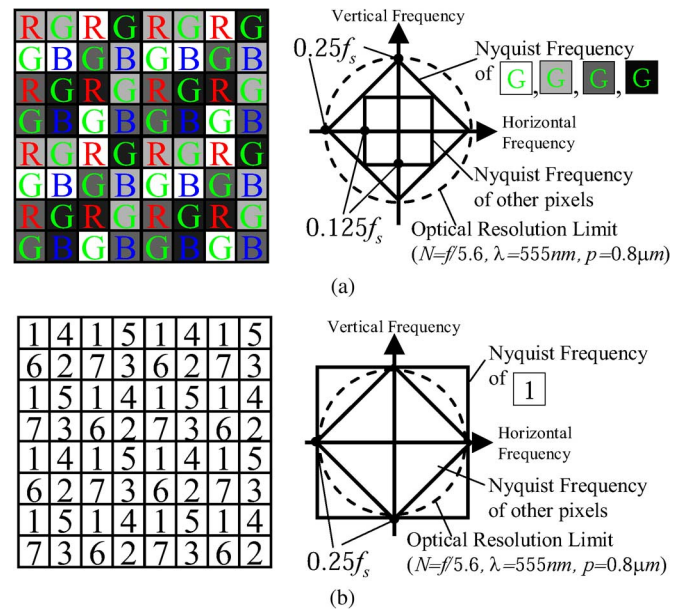 R G R G R G R G
G B G B G B G B
R G R G R G R G
G B G B G B G B
R G R G R G R G
G B G B G B G B
R G R G R G R G
G B G B G B G B
Vertical Frequency
0.25fs
Nyquist Frequency
of G, G, G, G
Horizontal
Frequency
Nyquist Frequency
of other pixels
0.125fs
Optical Resolution Limit
(N=f/5.6, λ=555nm, p=0.8μm)
(a)
1 4 1 5 1 4 1 5
6 2 7 3 6 2 7 3
1 5 1 4 1 5 1 4
7 3 6 2 7 3 6 2
1 4 1 5 1 4 1 5
6 2 7 3 6 2 7 3
1 5 1 4 1 5 1 4
7 3 6 2 7 3 6 2
Vertical Frequency
Nyquist Frequency
of 1
Horizontal
Frequency
Nyquist Frequency
of other pixels
0.25fs
Optical Resolution Limit
(N=f/5.6, λ=555nm, p=0.8μm)
(b)